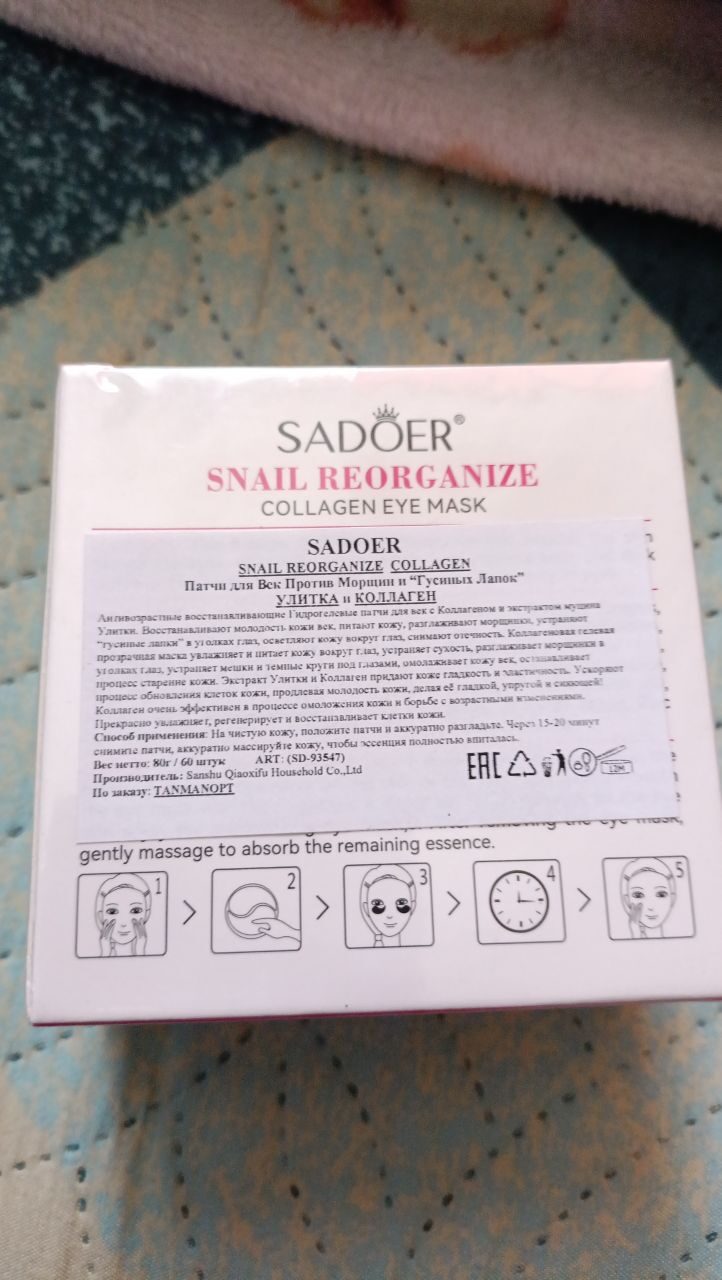 SADOER®
SNAIL REORGANIZE
COLLAGEN EYE MASK
SADOER
SNAIL REORGANIZE COLLAGEN
Патчи для Век Против Морщин и “Гусиных Лапок”
УЛИТКА и КОЛЛАГЕН
Антивозрастные восстанавливающие Гидрогелевые патчи для век с Коллагеном и экстрактом муцина
Улитки. Восстанавливают молодость кожи век, питают кожу, разглаживают морщинки, устраняют
“гусиные лапки” в уголках глаз, осветляют кожу вокруг глаз, снимают отечность. Коллагеновая гелевая
прозрачная маска увлажняет и питает кожу вокруг глаз, устраняет сухость, разглаживает морщинки в
уголках глаз, устраняет мешки и темные круги под глазами, омолаживает кожу век, останавливает
процесс старение кожи. Экстракт Улитки и Коллаген придают коже гладкость и эластичность. Ускоряют
процесс обновления клеток кожи, продлевая молодость кожи, делая её гладкой, упругой и сияющей!
Коллаген очень эффективен в процессе омоложения кожи и борьбе с возрастными изменениями.
Прекрасно увлажняет, регенерирует и восстанавливает клетки кожи.
Способ применения: На чистую кожу, положите патчи и аккуратно разгладьте. Через 15-20 минут
снимите патчи, аккуратно массируйте кожу, чтобы эссенция полностью впиталась.
Вес нетто: 80г / 60 штук ART: (SD-93547)
Производитель: Sanshu Qiaoxifu Household Co.,Ltd
По заказу: TANMANOPT
EAC
12M
the eye mask,
gently massage to absorb the remaining essence.
1 2 3 4 5